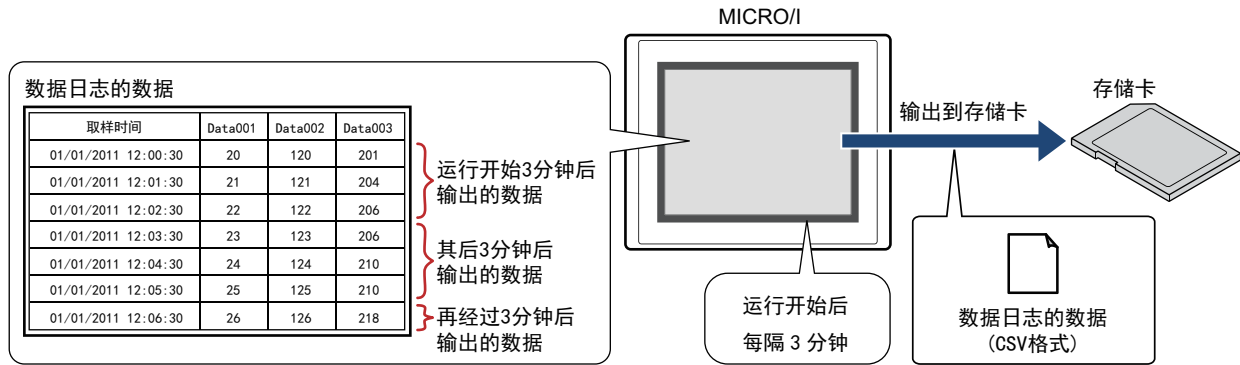 MICRO/I
数据日志的数据
取样时间 Data001 Data002 Data003
01/01/2011 12:00:30 20 120 201
01/01/2011 12:01:30 21 121 204
01/01/2011 12:02:30 22 122 206
01/01/2011 12:03:30 23 123 206
01/01/2011 12:04:30 24 124 210
01/01/2011 12:05:30 25 125 210
01/01/2011 12:06:30 26 126 218
运行开始3分钟后
输出的数据
其后3分钟后
输出的数据
再经过3分钟后
输出的数据
运行开始后
每隔 3 分钟
输出到存储卡
存储卡
数据日志的数据
(CSV格式)